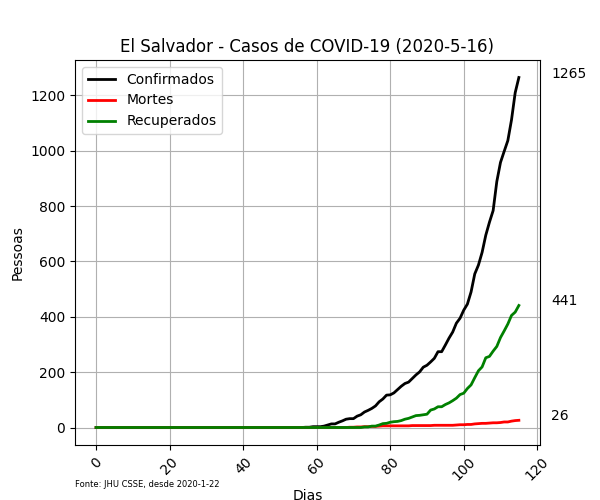 El Salvador - Casos de COVID-19 (2020-5-16)
Confirmados
Mortes
Recuperados
1265
441
26
Pessoas
1200
1000
800
600
400
200
0
0
20
40
60
80
100
120
Dias
Fonte: JHU CSSE, desde 2020-1-22